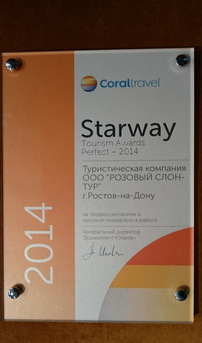 Coraltravel
Starway
Tourism Awards
Perfect – 2014
Туристическая компания
ООО "РОЗОВЫЙ СЛОН-
ТУР"
г.Ростов-на-Дону
за профессионализм и
высокие показатели в работе
Генеральный директор
2014